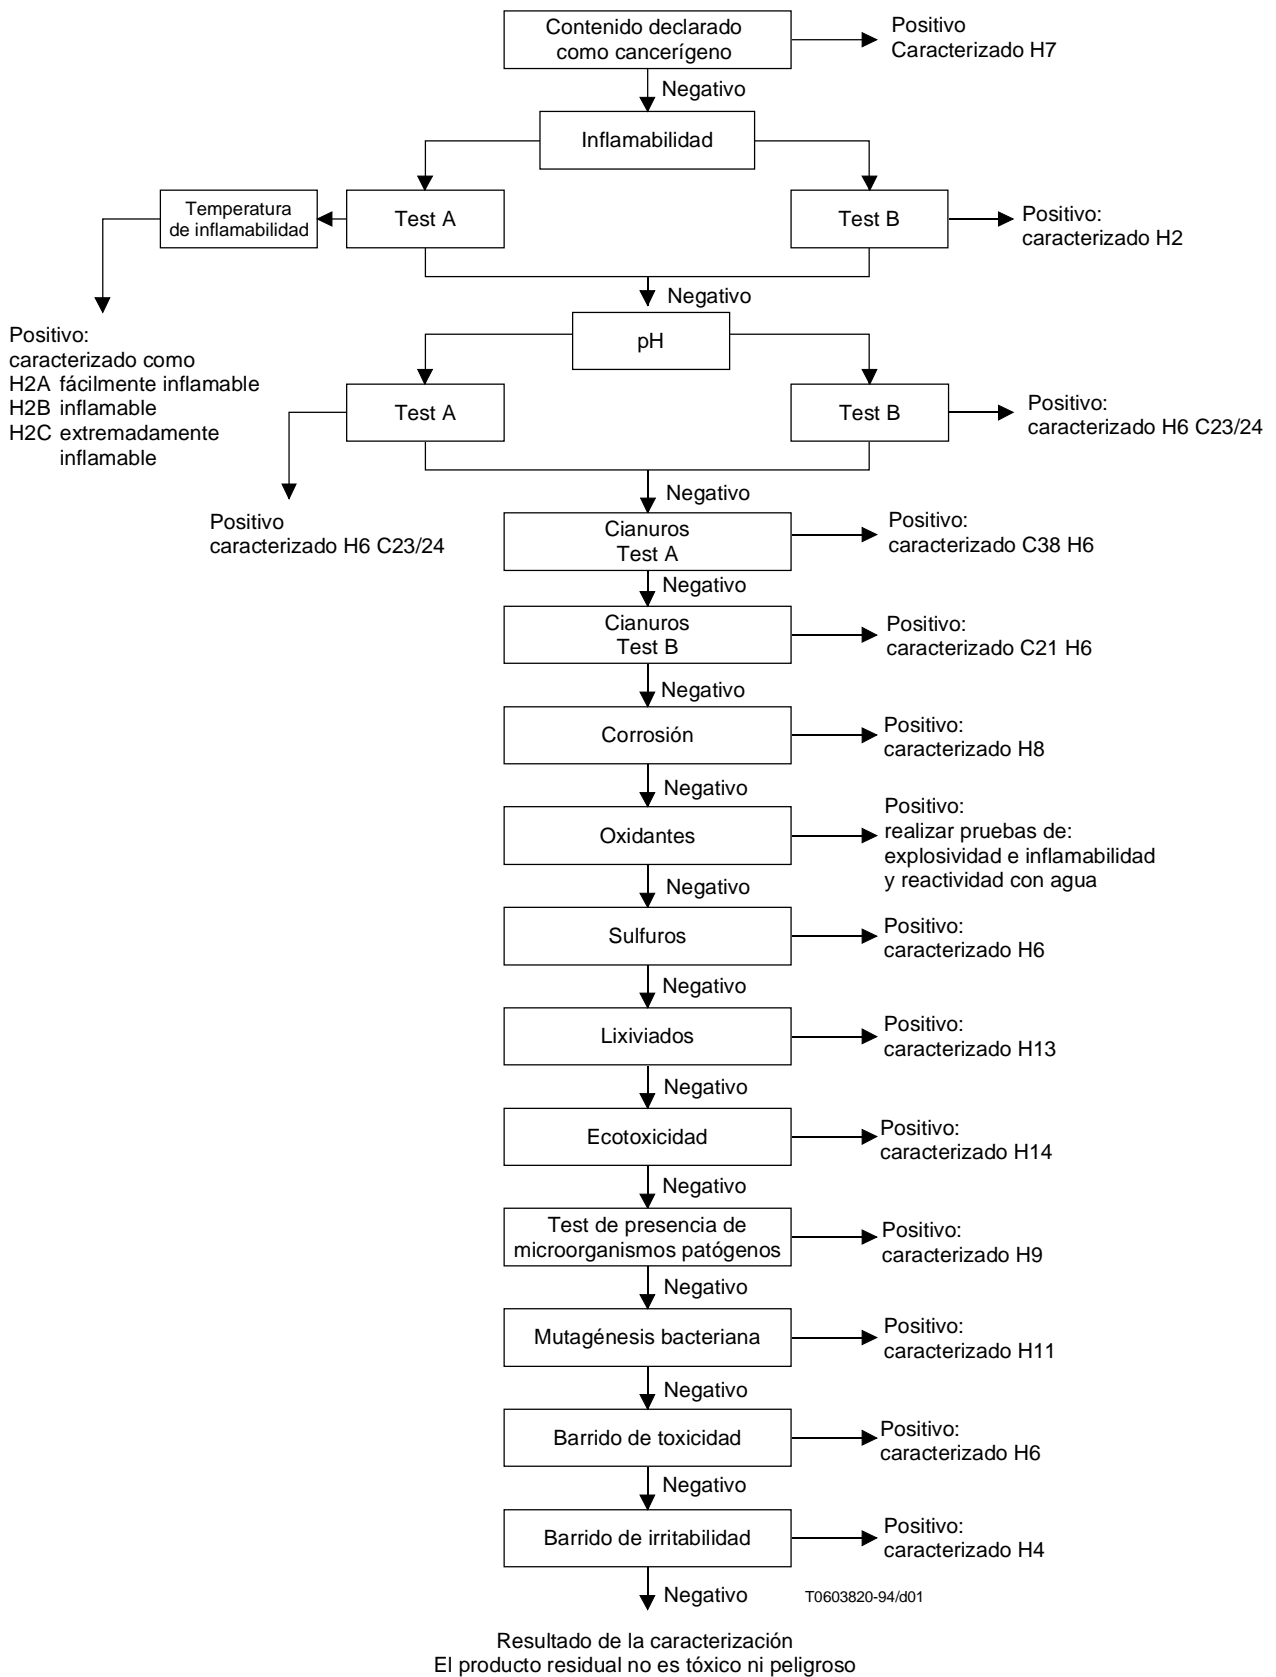 Contenido declarado
como cancerígeno
Positivo
Caracterizado H7
Negativo
Inflamabilidad
Temperatura
de inflamabilidad
Test A
Test B
Positivo:
caracterizado H2
Negativo
Positivo:
caracterizado como
H2A fácilmente inflamable
H2B inflamable
H2C extremadamente
inflamable
pH
Test A
Test B
Positivo:
caracterizado H6 C23/24
Positivo
caracterizado H6 C23/24
Negativo
Cianuros
Test A
Positivo:
caracterizado C38 H6
Negativo
Cianuros
Test B
Positivo:
caracterizado C21 H6
Negativo
Corrosión
Positivo:
caracterizado H8
Negativo
Oxidantes
Positivo:
realizar pruebas de:
explosividad e inflamabilidad
y reactividad con agua
Negativo
Sulfuros
Positivo:
caracterizado H6
Negativo
Lixiviados
Positivo:
caracterizado H13
Negativo
Ecotoxicidad
Positivo:
caracterizado H14
Negativo
Test de presencia de
microorganismos patógenos
Positivo:
caracterizado H9
Negativo
Mutagénesis bacteriana
Positivo:
caracterizado H11
Negativo
Barrido de toxicidad
Positivo:
caracterizado H6
Negativo
Barrido de irritabilidad
Positivo:
caracterizado H4
Negativo
T0603820-94/d01
Resultado de la caracterización
El producto residual no es tóxico ni peligroso